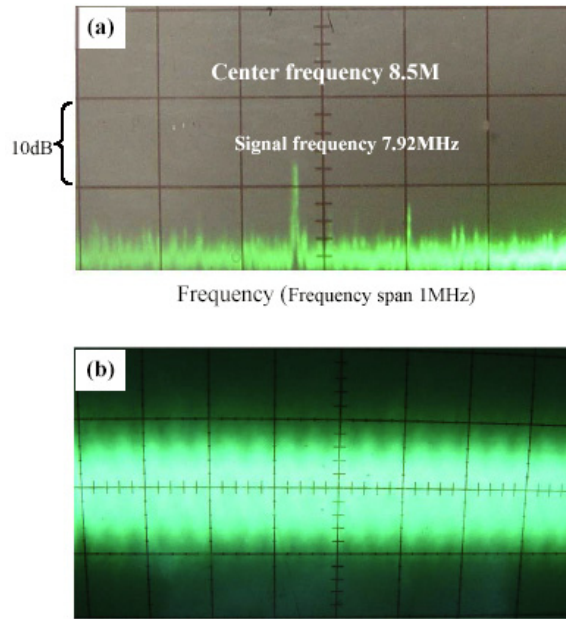 (a)
Center frequency 8.5M
10dB
Signal frequency 7.92MHz
Frequency (Frequency span 1MHz)
(b)